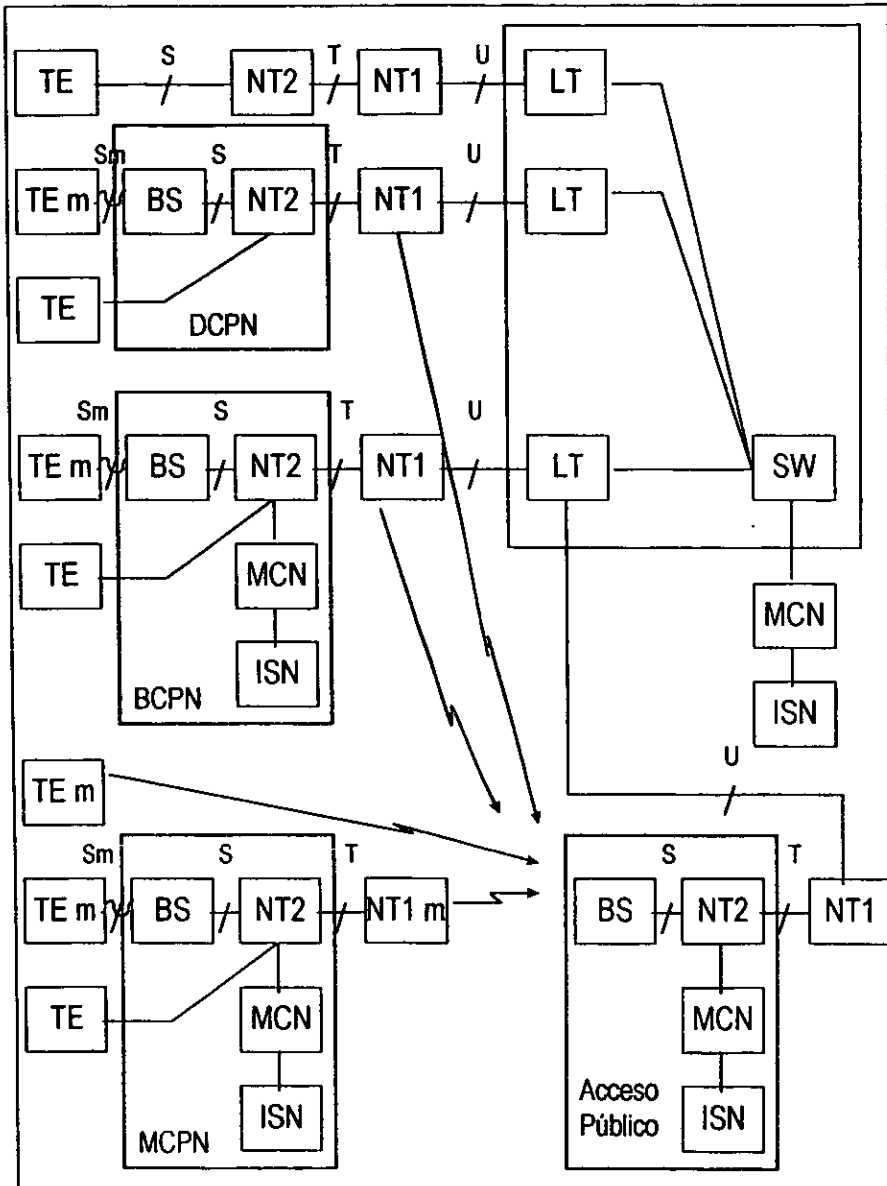 S T U
TE NT2 NT1 LT
Sm S T U
TE m BS NT2 NT1 LT
TE
DCPN
Sm S T U
TE m BS NT2 NT1 LT SW
TE MCN
MCN
ISN
BCPN
ISN
U
TE m
Sm S T S T
TE m BS NT2 NT1 m BS NT2 NT1
TE MCN MCN
Acceso
Público
ISN ISN
MCPN